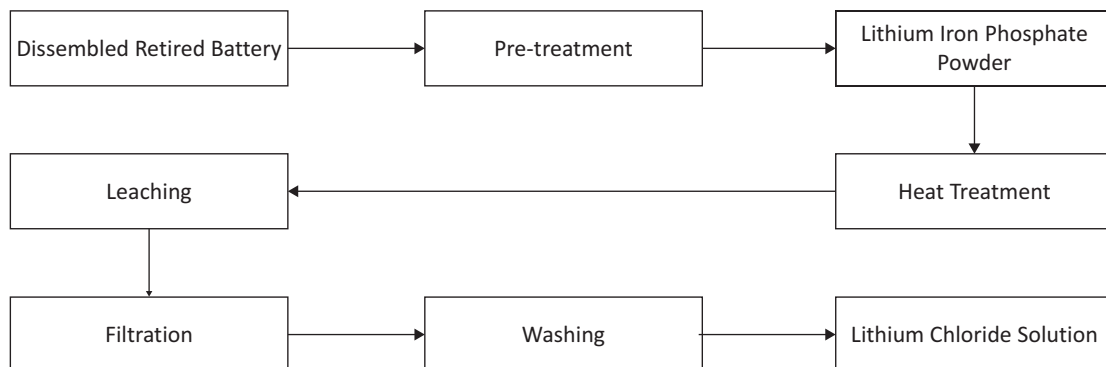 Dissembled Retired Battery
Pre-treatment
Lithium Iron Phosphate
Powder
Heat Treatment
Leaching
Filtration
Washing
Lithium Chloride Solution